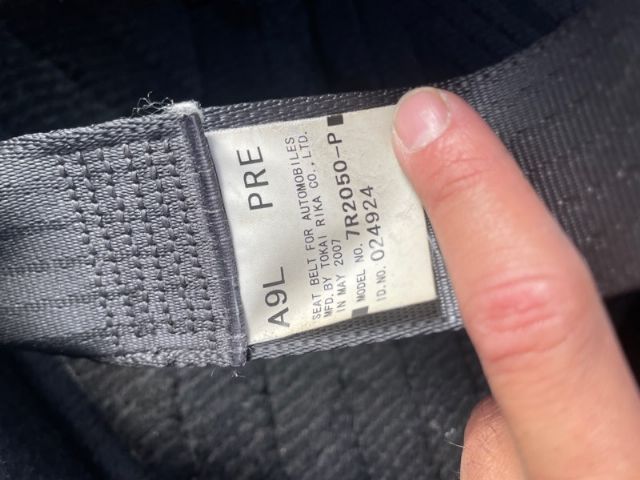 A9L PRE
SEAT BELT FOR AUTOMOBILES
MFD. BY TOKAI RIKA CO., LTD.
IN MAY 2007
MODEL NO. 7R2050-P
ID. NO. 024924